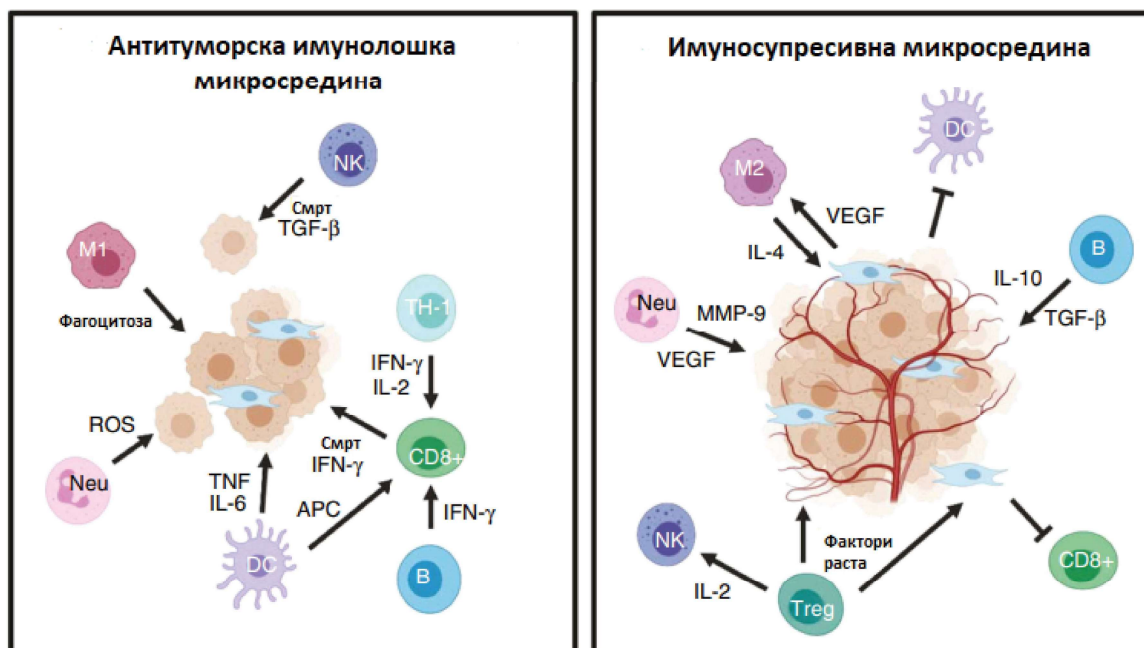 Антитуморска имунолошка
микросредина
NK
Смрт
TGF-β
M1
Фагоцитоза
TH-1
IFN-γ
IL-2
ROS
Neu
Смрт
IFN-γ
CD8+
TNF
IL-6
APC
IFN-γ
DC
B
Имуносупресивна микросредина
DC
M2
VEGF
IL-4
B
IL-10
TGF-β
Neu
MMP-9
VEGF
NK
IL-2
Фактори
раста
Treg
CD8+